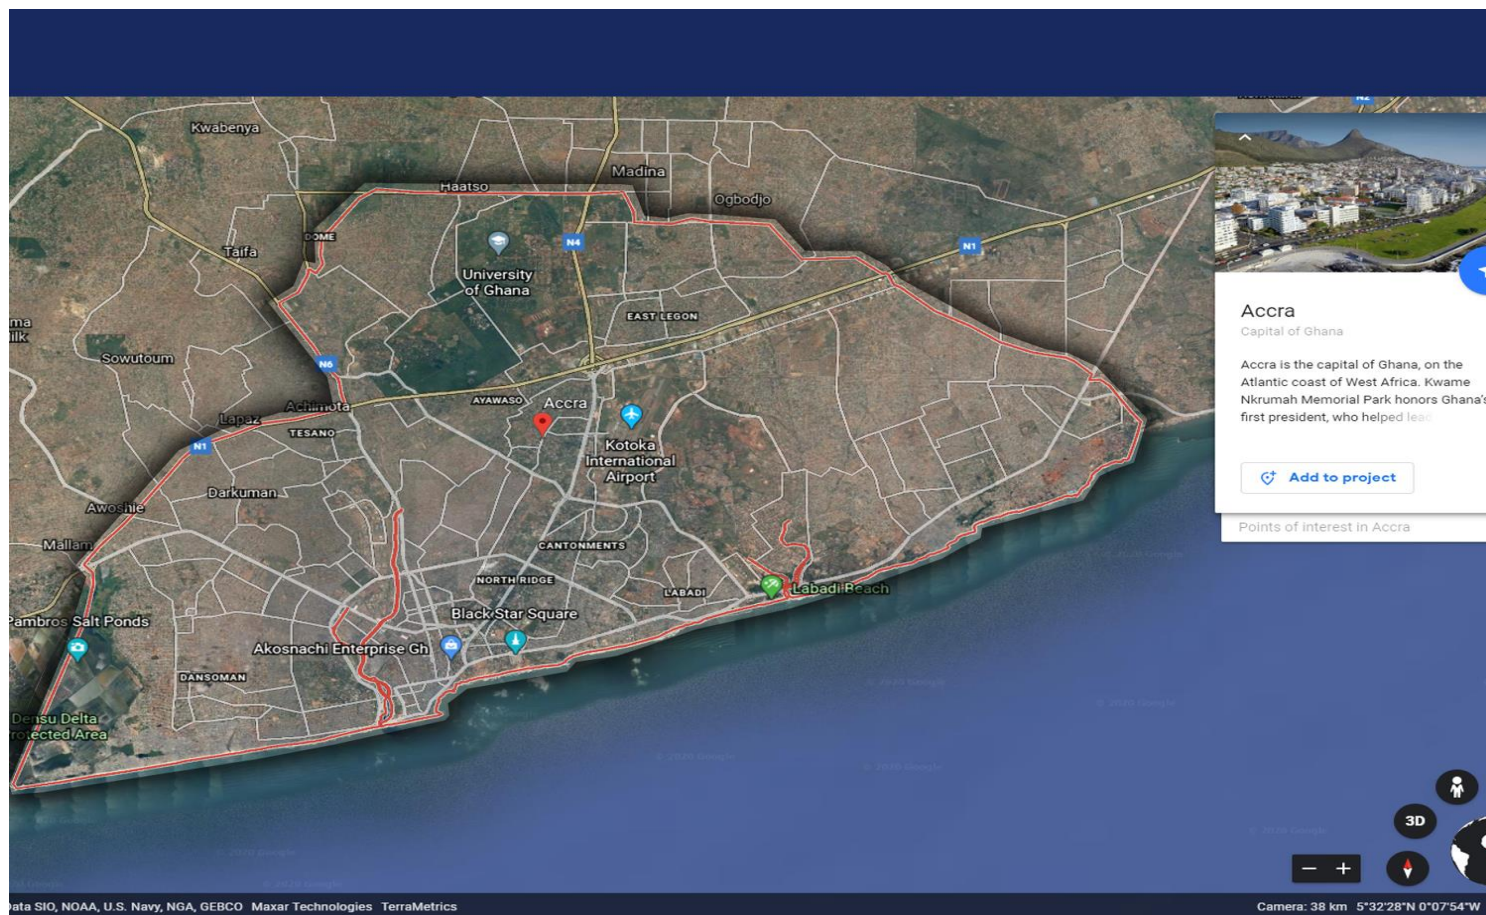 N2
Kwabenya
Madina
Haatso
Ogbodjo
DOME
N4
N1
Taifa
University
of Ghana
EAST LEGON
Sowutoum
N6
AYAWASO
Accra
Achimota
Lapaz
TESANO
N1
Kotoka
International
Airport
Darkuman
Awoshie
Mallam
CANTONMENTS
NORTH RIDGE
LABADI
Labadi Beach
Pambros Salt Ponds
Black Star Square
Akosnachi Enterprise Gh
DANSOMAN
Densu Delta
rotected Area
Accra
Capital of Ghana
Accra is the capital of Ghana, on the
Atlantic coast of West Africa. Kwame
Nkrumah Memorial Park honors Ghana's
first president, who helped lea
Add to project
Points of interest in Accra
© 2020 Google
3D
Data SIO, NOAA, U.S. Navy, NGA, GEBCO Maxar Technologies TerraMetrics
Camera: 38 km 5°32'28"N 0°07'54"W